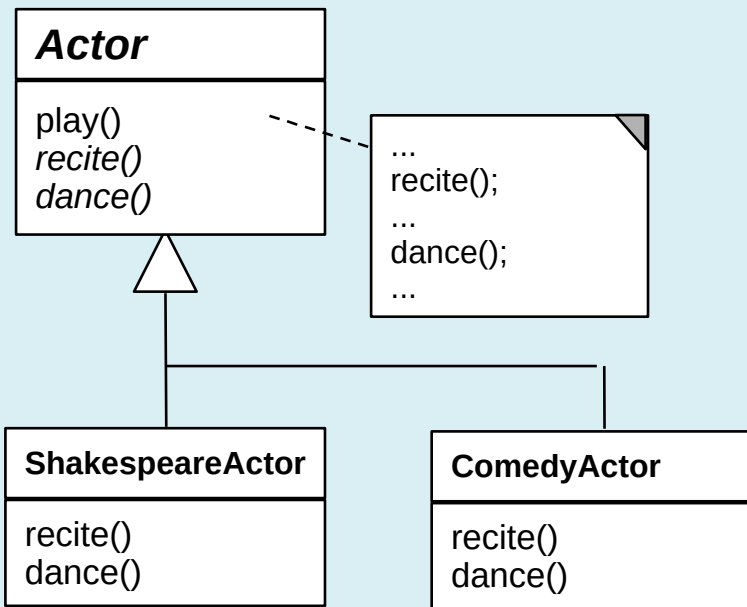 Actor
play()
recite()
dance()
...
recite();
...
dance();
...
ShakespeareActor
recite()
dance()
ComedyActor
recite()
dance()